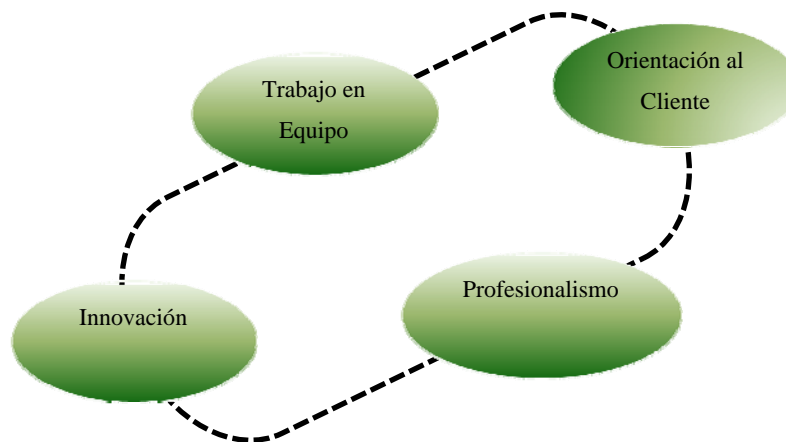 Orientación al
Cliente
Trabajo en
Equipo
Profesionalismo
Innovación